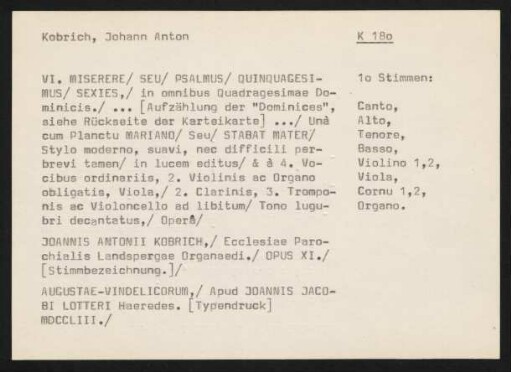 Kobrich, Johann Anton
K 18o
VI. MISERERE/ SEU/ PSALMUS/ QUINQUAGESI-
MUS/ SEXIES,/ in omnibus Quadragesimae Do-
minicis./ ... [Aufzählung der "Dominices",
siehe Rückseite der Karteikarte] .../ Unà
cum Planctu MARIANO/ Seu/ STABAT MATER/
Stylo moderno, suavi, nec difficili per-
brevi tamen/ in lucem editus/ & à 4. Vo-
cibus ordinariis, 2. Violinis ac Organo
obligatis, Viola,/ 2. Clarinis, 3. Trompo-
nis ac Violoncello ad libitum/ Tono lugu-
bri decantatus,/ Operâ/
JOANNIS ANTONII KOBRICH,/ Ecclesiae Paro-
chialis Landspergae Organaedi./ OPUS XI./
[Stimmbezeichnung.]/
AUGUSTAE-VINDELICORUM,/ Apud JOANNIS JACO-
BI LOTTERI Haeredes. [Typendruck]
MDCCLIII./
1o Stimmen:
Canto,
Alto,
Tenore,
Basso,
Violino 1,2,
Viola,
Cornu 1,2,
Organo.